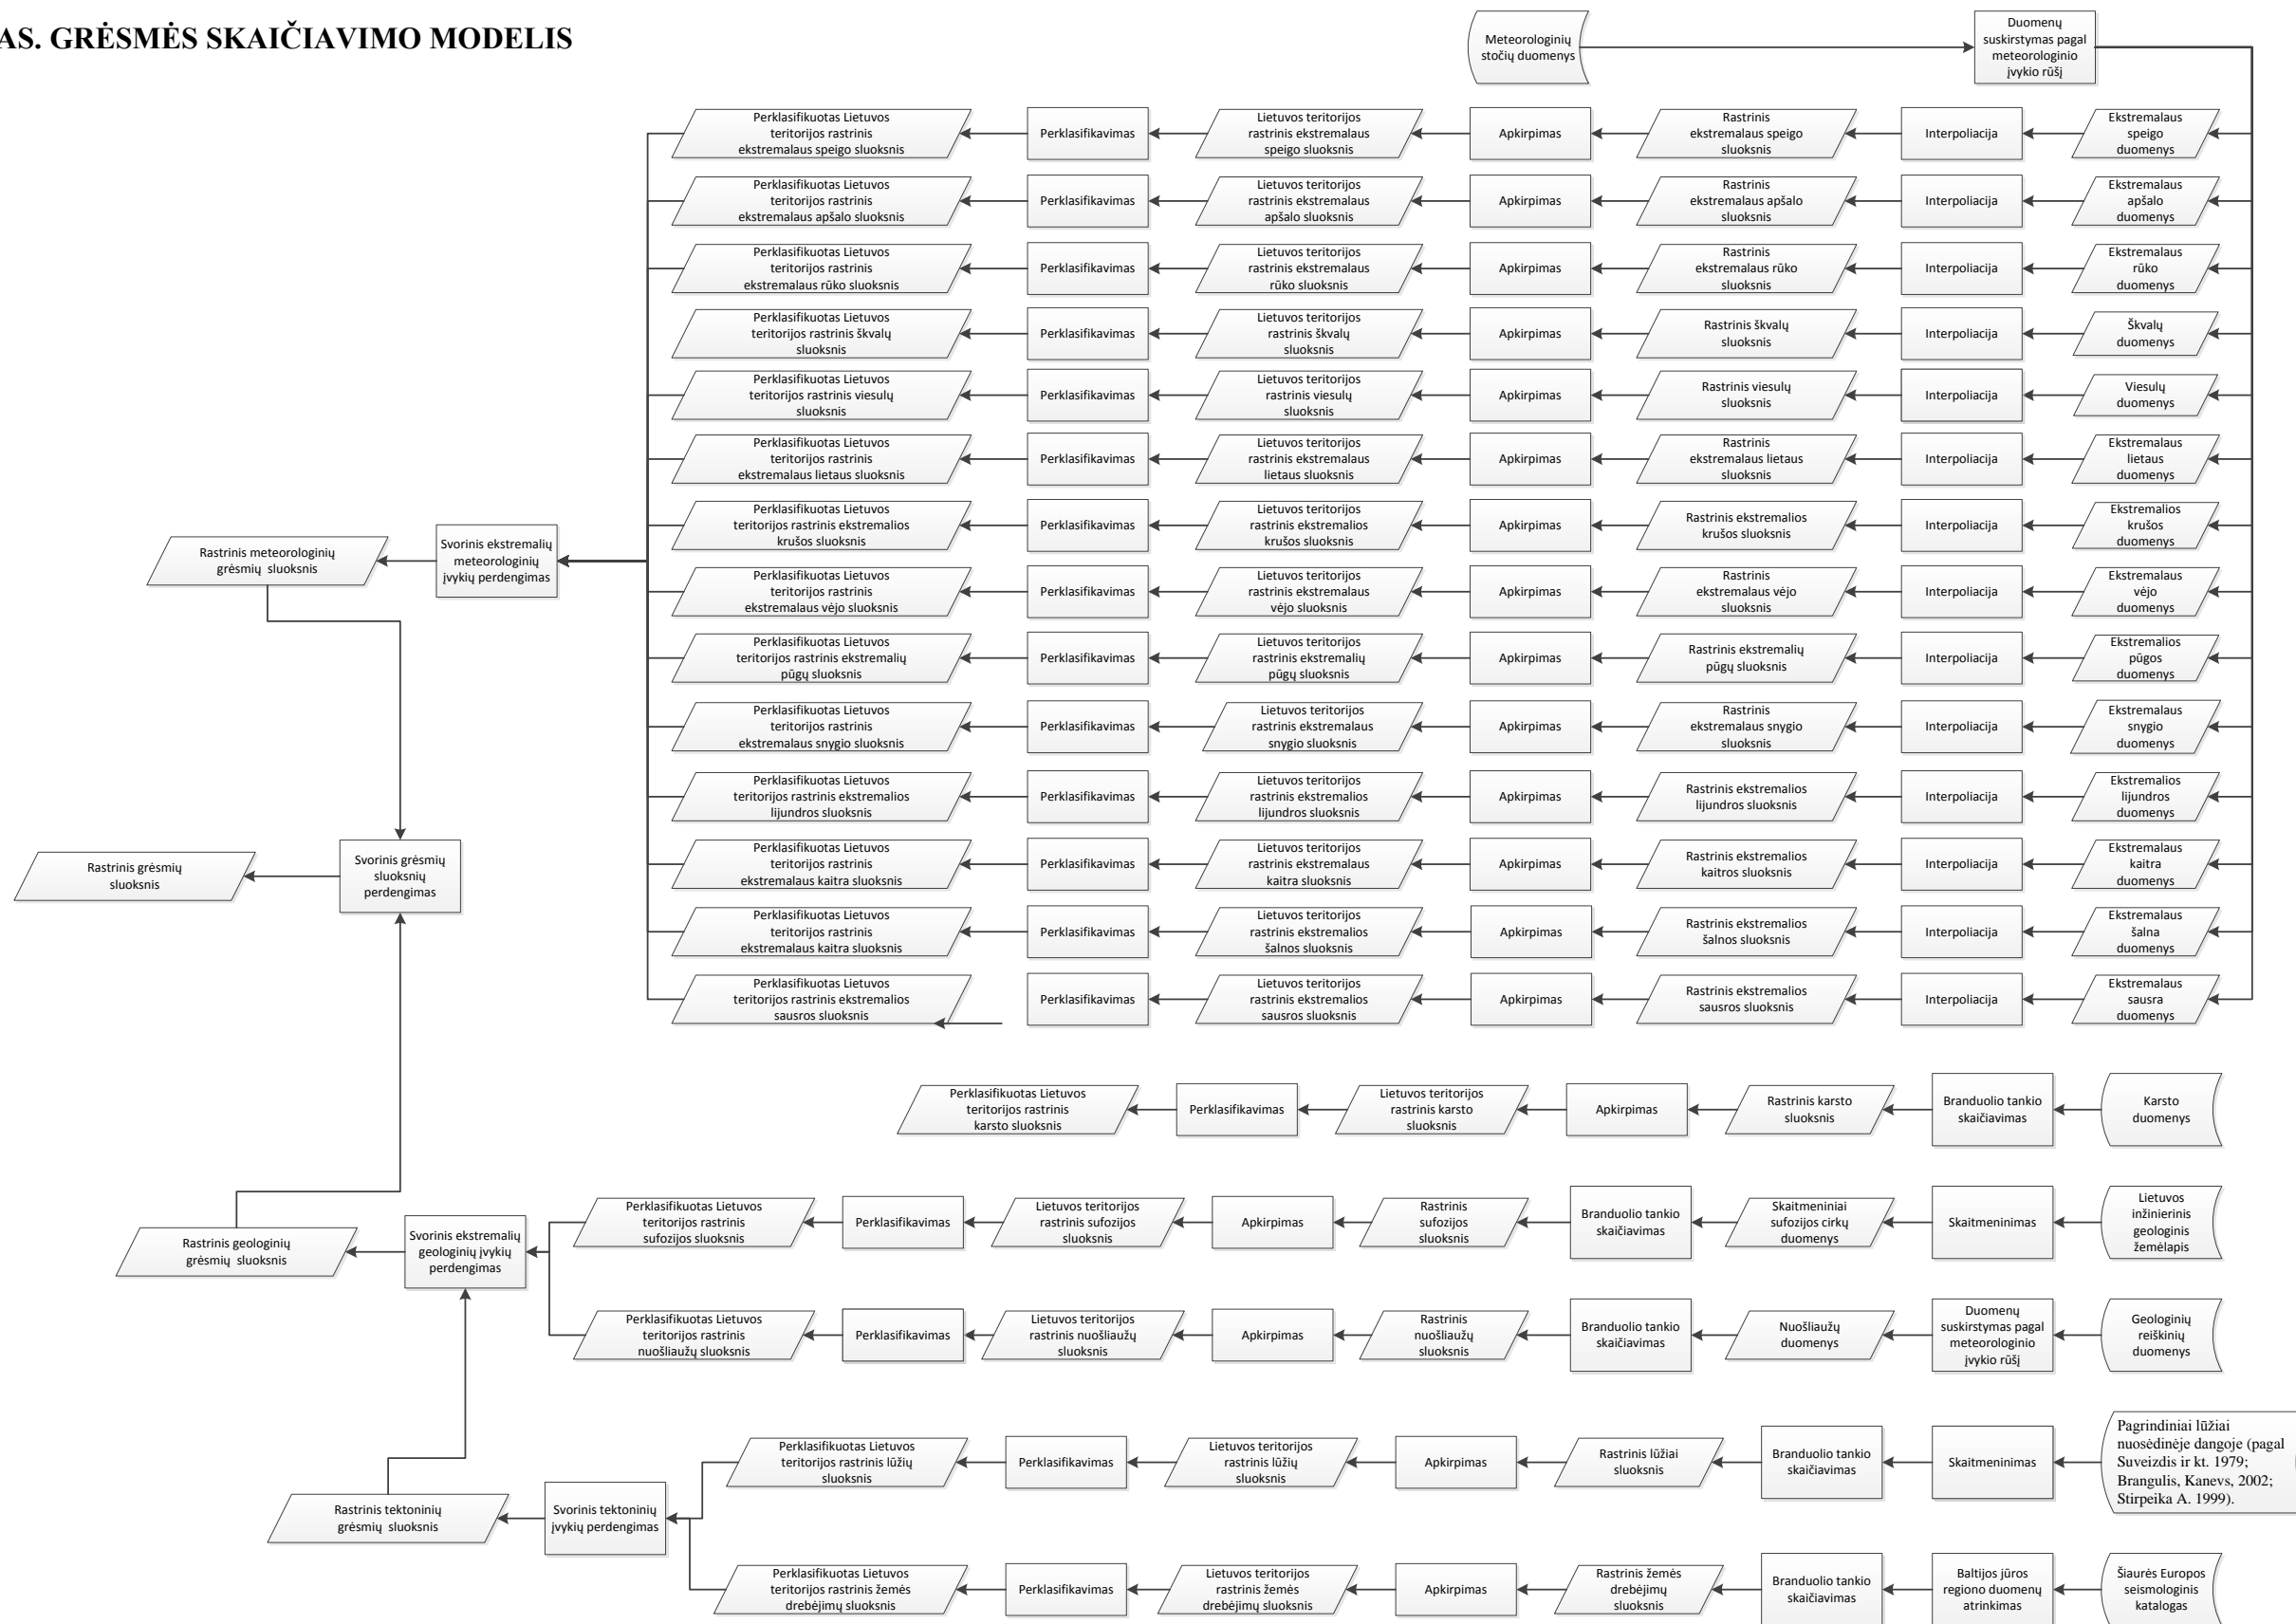 AS. GRĖSMĖS SKAIČIAVIMO MODELIS
Meteorologinių
stočių duomenys
Duomenų
suskirstymas pagal
meteorologinio
įvykio rūšį
Perklasifikuotas Lietuvos
teritorijos rastrinis
ekstremalaus speigo sluoksnis
Perklasifikavimas
Lietuvos teritorijos
rastrinis ekstremalaus
speigo sluoksnis
Apkirpimas
Rastrinis
ekstremalaus speigo
sluoksnis
Interpoliacija
Ekstremalaus
speigo
duomenys
Perklasifikuotas Lietuvos
teritorijos rastrinis
ekstremalaus apšalo sluoksnis
Perklasifikavimas
Lietuvos teritorijos
rastrinis ekstremalaus
apšalo sluoksnis
Apkirpimas
Rastrinis
ekstremalaus apšalo
sluoksnis
Interpoliacija
Ekstremalaus
apšalo
duomenys
Perklasifikuotas Lietuvos
teritorijos rastrinis
ekstremalaus rūko sluoksnis
Perklasifikavimas
Lietuvos teritorijos
rastrinis ekstremalaus
rūko sluoksnis
Apkirpimas
Rastrinis
ekstremalaus rūko
sluoksnis
Interpoliacija
Ekstremalaus
rūko
duomenys
Perklasifikuotas Lietuvos
teritorijos rastrinis škvalų
sluoksnis
Perklasifikavimas
Lietuvos teritorijos
rastrinis škvalų
sluoksnis
Apkirpimas
Rastrinis škvalų
sluoksnis
Interpoliacija
Škvalų
duomenys
Perklasifikuotas Lietuvos
teritorijos rastrinis viesulų
sluoksnis
Perklasifikavimas
Lietuvos teritorijos
rastrinis viesulų
sluoksnis
Apkirpimas
Rastrinis viesulų
sluoksnis
Interpoliacija
Viesulų
duomenys
Perklasifikuotas Lietuvos
teritorijos rastrinis
ekstremalaus lietaus sluoksnis
Perklasifikavimas
Lietuvos teritorijos
rastrinis ekstremalaus
lietaus sluoksnis
Apkirpimas
Rastrinis
ekstremalaus lietaus
sluoksnis
Interpoliacija
Ekstremalaus
lietaus
duomenys
Perklasifikuotas Lietuvos
teritorijos rastrinis ekstremalios
krušos sluoksnis
Perklasifikavimas
Lietuvos teritorijos
rastrinis ekstremalios
krušos sluoksnis
Apkirpimas
Rastrinis ekstremalios
krušos sluoksnis
Interpoliacija
Ekstremalios
krušos
duomenys
Rastrinis meteorologinių
grėsmių sluoksnis
Svorinis ekstremalių
meteorologinių
įvykių perdengimas
Perklasifikuotas Lietuvos
teritorijos rastrinis
ekstremalaus vėjo sluoksnis
Perklasifikavimas
Lietuvos teritorijos
rastrinis ekstremalaus
vėjo sluoksnis
Apkirpimas
Rastrinis
ekstremalaus vėjo
sluoksnis
Interpoliacija
Ekstremalaus
vėjo
duomenys
Perklasifikuotas Lietuvos
teritorijos rastrinis ekstremalių
pūgų sluoksnis
Perklasifikavimas
Lietuvos teritorijos
rastrinis ekstremalių
pūgų sluoksnis
Apkirpimas
Rastrinis ekstremalių
pūgų sluoksnis
Interpoliacija
Ekstremalios
pūgos
duomenys
Perklasifikuotas Lietuvos
teritorijos rastrinis
ekstremalaus snygio sluoksnis
Perklasifikavimas
Lietuvos teritorijos
rastrinis ekstremalaus
snygio sluoksnis
Apkirpimas
Rastrinis
ekstremalaus snygio
sluoksnis
Interpoliacija
Ekstremalaus
snygio
duomenys
Perklasifikuotas Lietuvos
teritorijos rastrinis ekstremalios
lijundros sluoksnis
Perklasifikavimas
Lietuvos teritorijos
rastrinis ekstremalios
lijundros sluoksnis
Apkirpimas
Rastrinis ekstremalios
lijundros sluoksnis
Interpoliacija
Ekstremalios
lijundros
duomenys
Rastrinis grėsmių
sluoksnis
Svorinis grėsmių
sluoksnių
perdengimas
Perklasifikuotas Lietuvos
teritorijos rastrinis
ekstremalaus kaitra sluoksnis
Perklasifikavimas
Lietuvos teritorijos
rastrinis ekstremalaus
kaitra sluoksnis
Apkirpimas
Rastrinis ekstremalios
kaitros sluoksnis
Interpoliacija
Ekstremalaus
kaitra
duomenys
Perklasifikuotas Lietuvos
teritorijos rastrinis
ekstremalaus kaitra sluoksnis
Perklasifikavimas
Lietuvos teritorijos
rastrinis ekstremalios
šalnos sluoksnis
Apkirpimas
Rastrinis ekstremalios
šalnos sluoksnis
Interpoliacija
Ekstremalaus
šalna
duomenys
Perklasifikuotas Lietuvos
teritorijos rastrinis ekstremalios
sausros sluoksnis
Perklasifikavimas
Lietuvos teritorijos
rastrinis ekstremalios
sausros sluoksnis
Apkirpimas
Rastrinis ekstremalios
sausros sluoksnis
Interpoliacija
Ekstremalaus
sausra
duomenys
Perklasifikuotas Lietuvos
teritorijos rastrinis
karsto sluoksnis
Perklasifikavimas
Lietuvos teritorijos
rastrinis karsto
sluoksnis
Apkirpimas
Rastrinis karsto
sluoksnis
Branduolio tankio
skaičiavimas
Karsto
duomenys
Rastrinis geologinių
grėsmių sluoksnis
Svorinis ekstremalių
geologinių įvykių
perdengimas
Perklasifikuotas Lietuvos
teritorijos rastrinis
sufozijos sluoksnis
Perklasifikavimas
Lietuvos teritorijos
rastrinis sufozijos
sluoksnis
Apkirpimas
Rastrinis
sufozijos
sluoksnis
Branduolio tankio
skaičiavimas
Skaitmeniniai
sufozijos cirkų
duomenys
Skaitmeninimas
Lietuvos
inžinierinis
geologinis
žemėlapis
Perklasifikuotas Lietuvos
teritorijos rastrinis
nuošliaužų sluoksnis
Perklasifikavimas
Lietuvos teritorijos
rastrinis nuošliaužų
sluoksnis
Apkirpimas
Rastrinis
nuošliaužų
sluoksnis
Branduolio tankio
skaičiavimas
Nuošliaužų
duomenys
Duomenų
suskirstymas pagal
meteorologinio
įvykio rūšį
Geologinių
reiškinių
duomenys
Perklasifikuotas Lietuvos
teritorijos rastrinis lūžių
sluoksnis
Perklasifikavimas
Lietuvos teritorijos
rastrinis lūžių
sluoksnis
Apkirpimas
Rastrinis lūžiai
sluoksnis
Branduolio tankio
skaičiavimas
Skaitmeninimas
Pagrindiniai lūžiai
nuosėdinėje dangoje (pagal
Suveizdis ir kt. 1979;
Brangulis, Kanevs, 2002;
Stirpeika A. 1999).
Rastrinis tektoninių
grėsmių sluoksnis
Svorinis tektoninių
įvykių perdengimas
Perklasifikuotas Lietuvos
teritorijos rastrinis žemės
drebėjimų sluoksnis
Perklasifikavimas
Lietuvos teritorijos
rastrinis žemės
drebėjimų sluoksnis
Apkirpimas
Rastrinis žemės
drebėjimų
sluoksnis
Branduolio tankio
skaičiavimas
Baltijos jūros
regiono duomenų
atrinkimas
Šiaurės Europos
seismologinis
katalogas